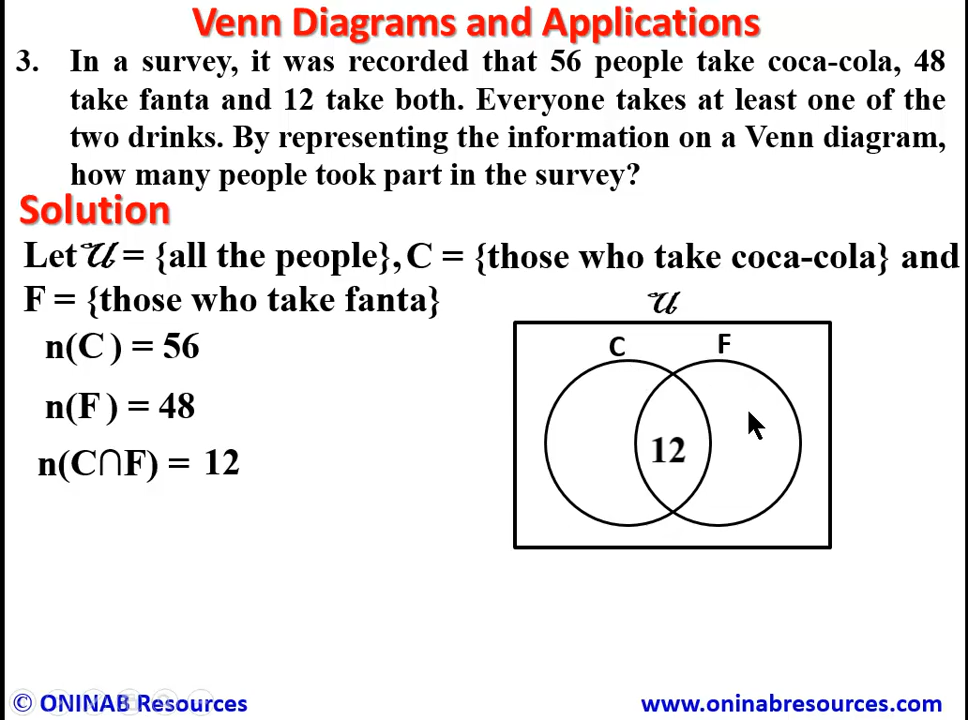 Venn Diagrams and Applications
3. In a survey, it was recorded that 56 people take coca-cola, 48
take fanta and 12 take both. Everyone takes at least one of the
two drinks. By representing the information on a Venn diagram,
how many people took part in the survey?
Solution
Let 𝒰 = {all the people}, C = {those who take coca-cola} and
F = {those who take fanta}
𝒰
n(C ) = 56
C F
n(F ) = 48
12
n(C∩F) = 12
© ONINAB Resources
www.oninabresources.com